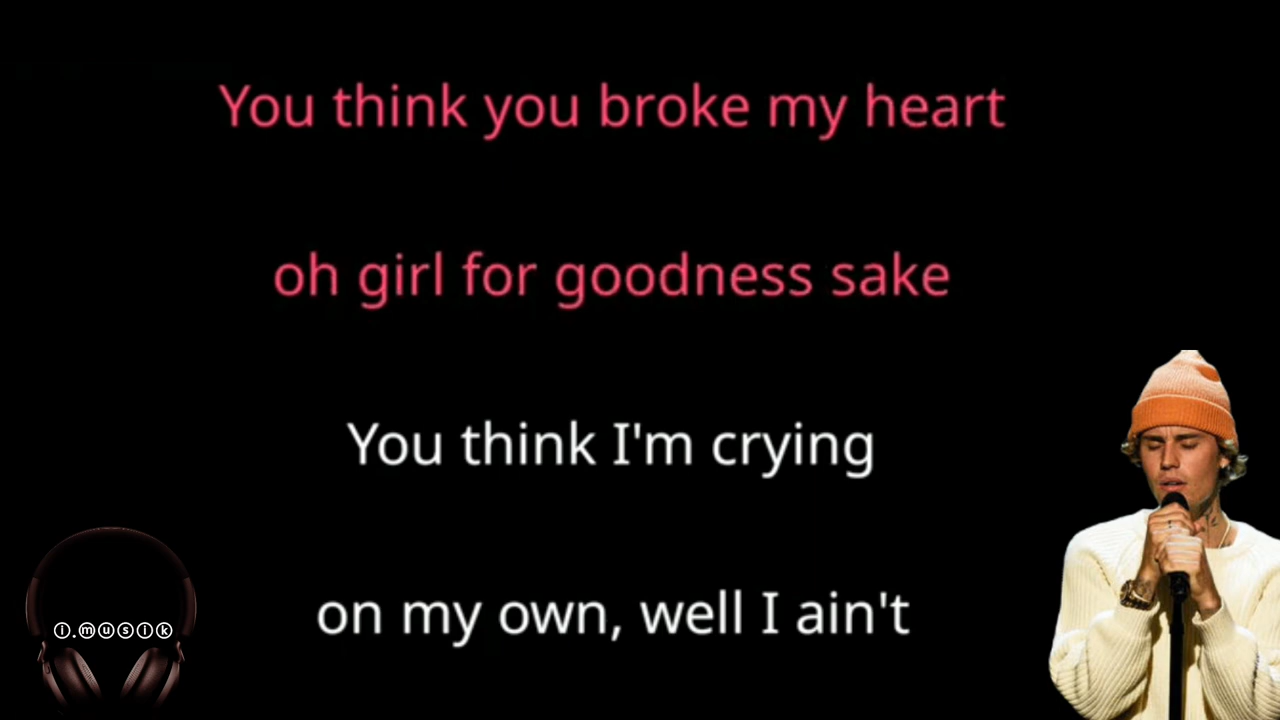 You think you broke my heart
oh girl for goodness sake
You think I'm crying
on my own, well I ain't
i.musik